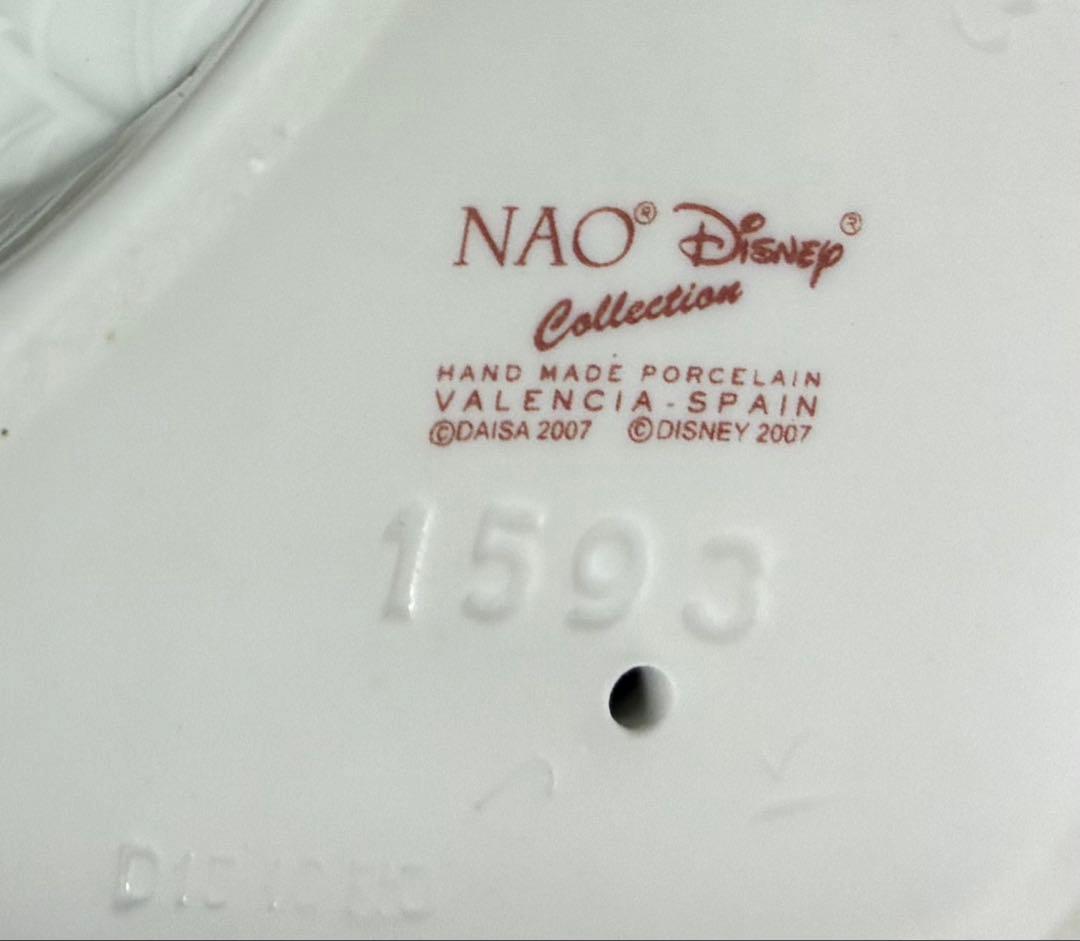 NAO® Disney®
Collection
HAND MADE PORCELAIN
VALENCIA-SPAIN
©DAISA 2007 ©DISNEY 2007
1593